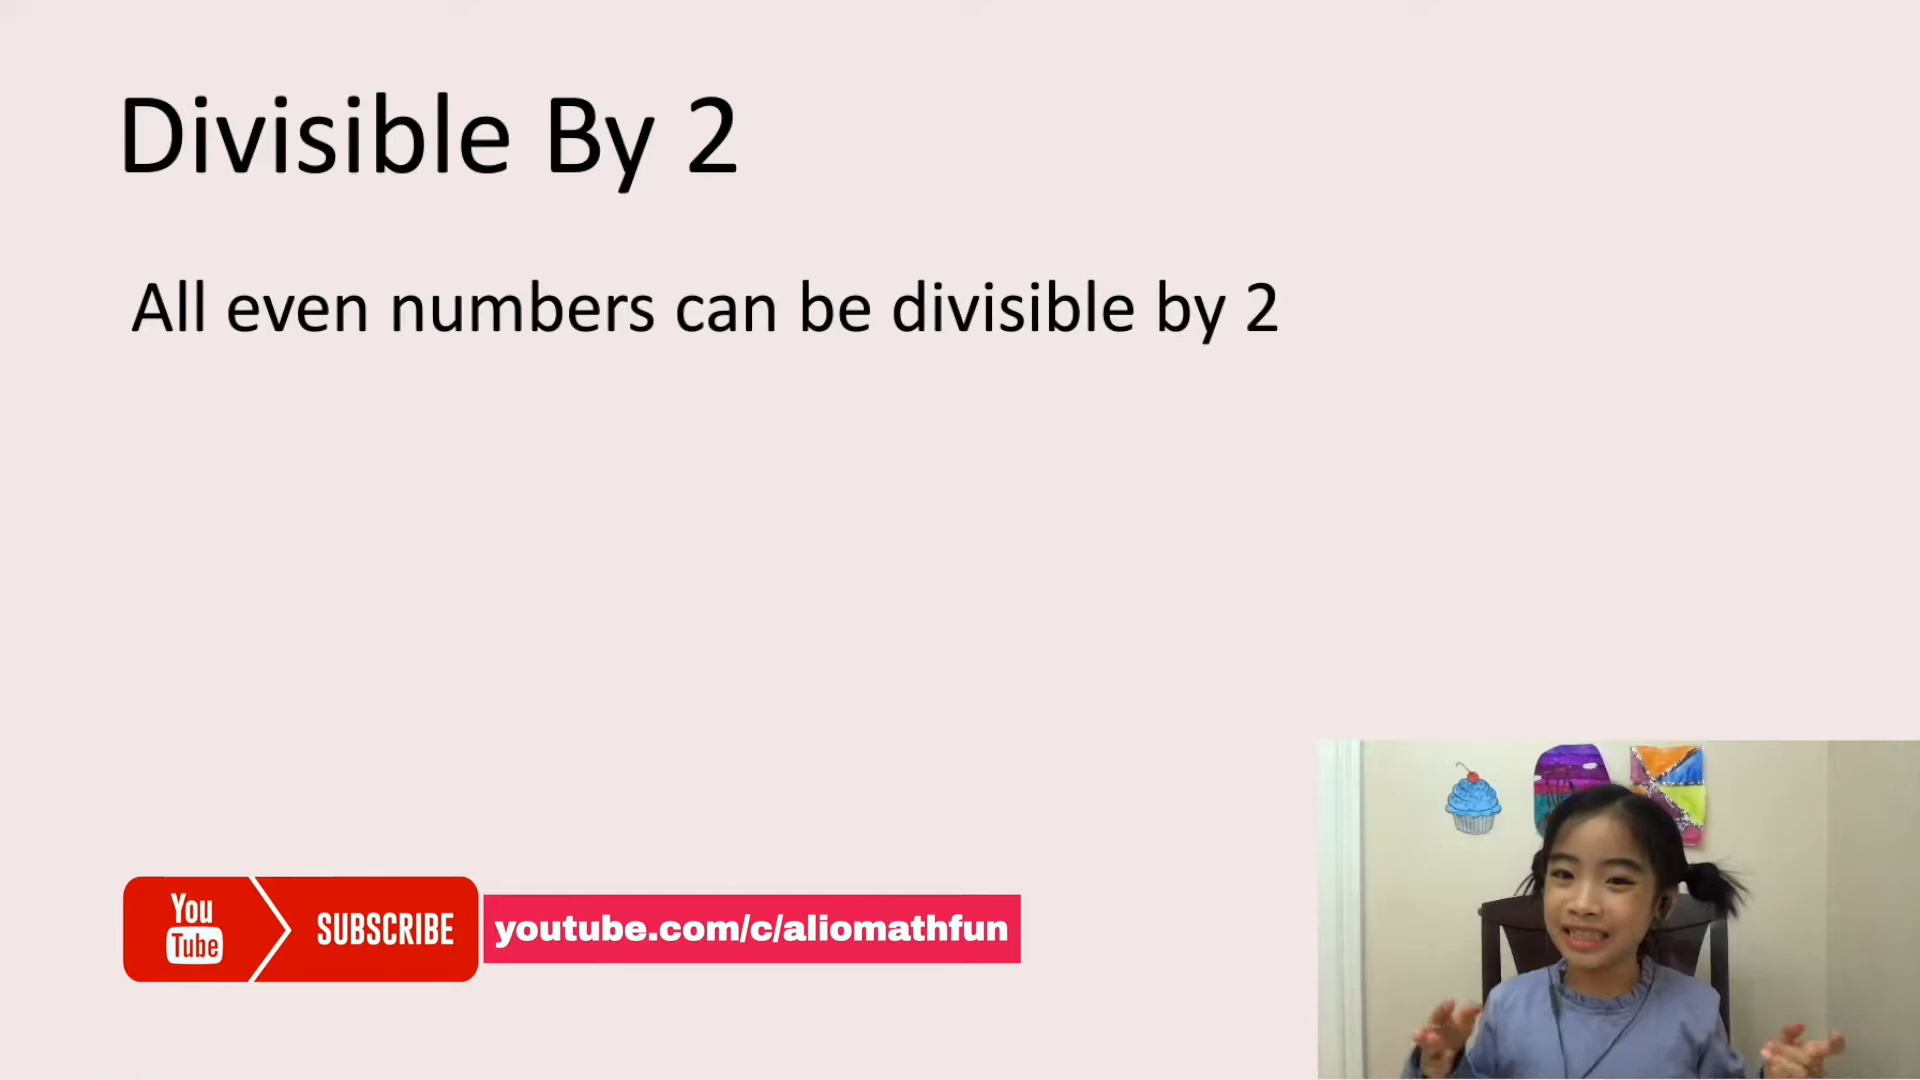 Divisible By 2
All even numbers can be divisible by 2
You
Tube
SUBSCRIBE
youtube.com/c/aliomathfun